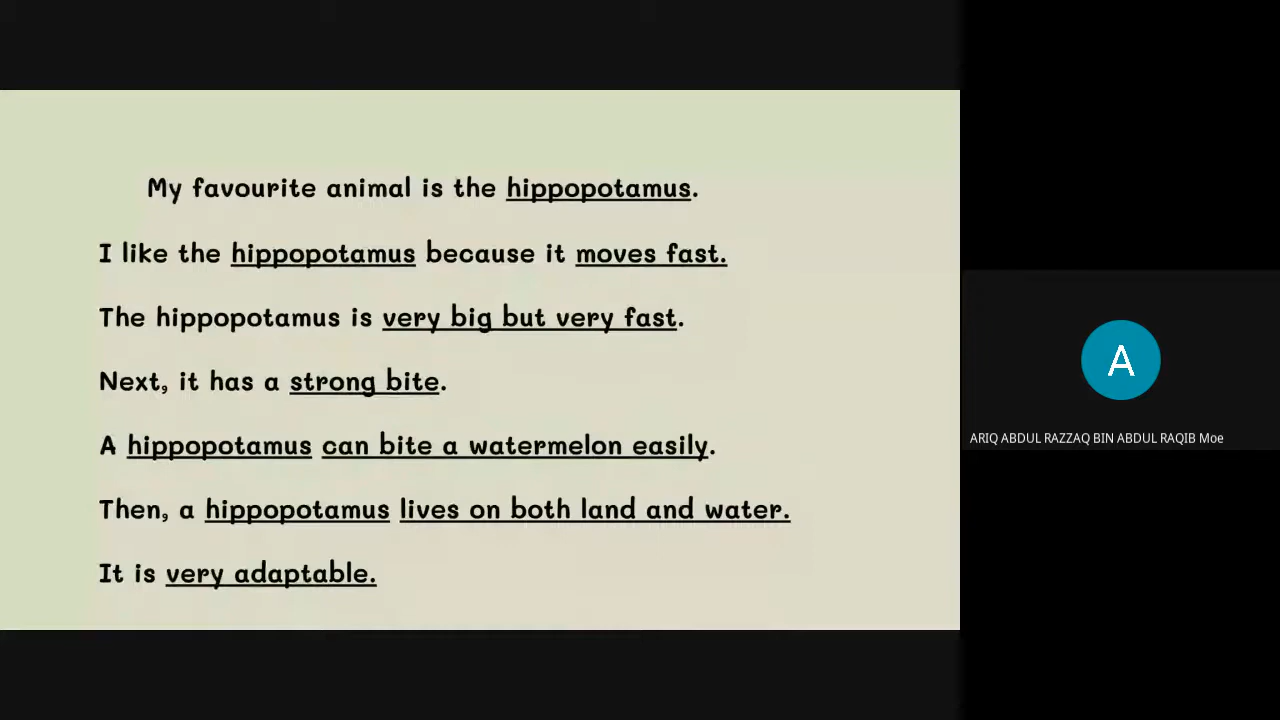 My favourite animal is the hippopotamus.
I like the hippopotamus because it moves fast.
The hippopotamus is very big but very fast.
Next, it has a strong bite.
A hippopotamus can bite a watermelon easily.
Then, a hippopotamus lives on both land and water.
It is very adaptable.
A
ARIQ ABDUL RAZZAQ BIN ABDUL RAQIB Moe